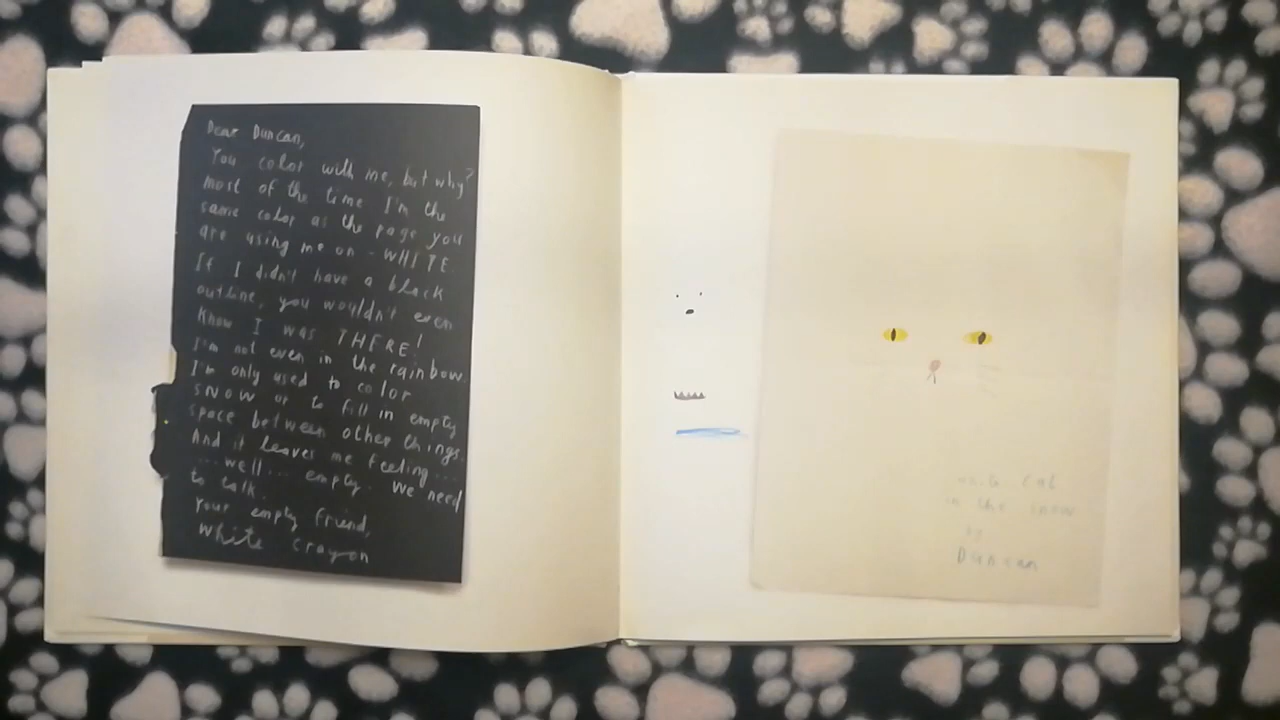 Dear Duncan,
You color with me, but why?
most of the time I'm the
same color as the page you
are using me on - WHITE
If I didn't have a black
outline, you wouldn't even
know I was THERE!
I'm not even in the rainbow
I'm only used to color
SNOW or to fill in empty
space between other things.
And it leaves me feeling....
...well... empty. We need
to talk.
Your empty friend,
White crayon
white cat
in the snow
by
Duncan